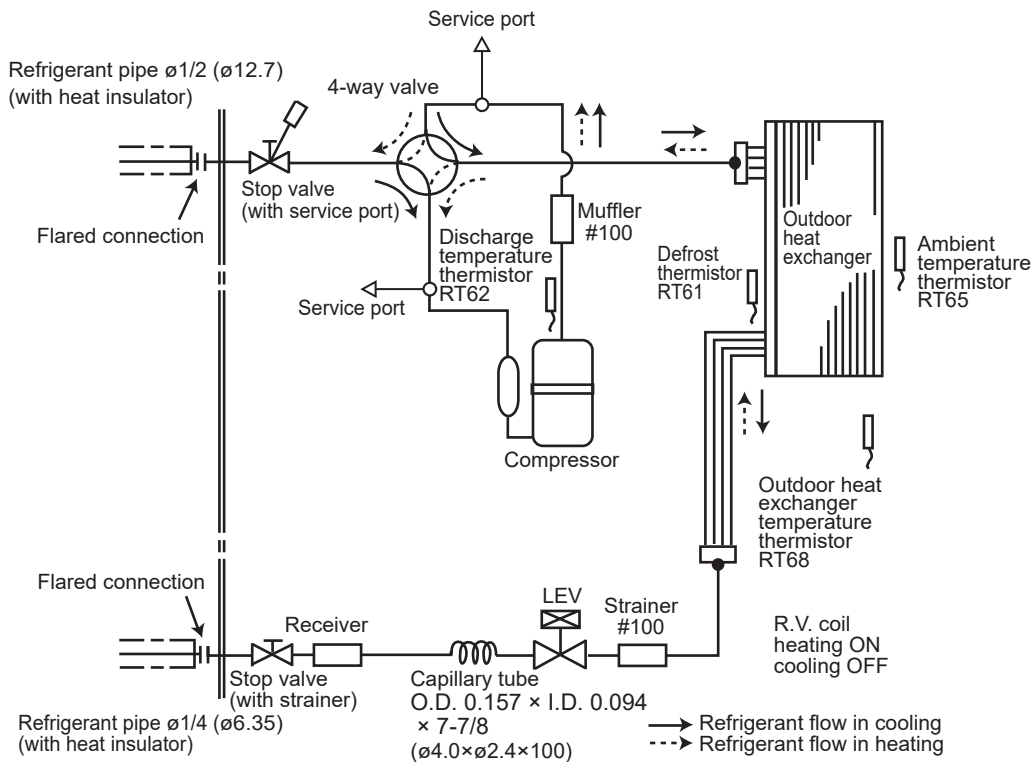 Service port
Refrigerant pipe ø1/2 (ø12.7)
(with heat insulator)
4-way valve
Stop valve
(with service port)
Flared connection
Muffler
#100
Discharge
temperature
thermistor
RT62
Service port
Defrost
thermistor
RT61
Outdoor
heat
exchanger
Ambient
temperature
thermistor
RT65
Compressor
Outdoor heat
exchanger
temperature
thermistor
RT68
Flared connection
Receiver
LEV
Strainer
#100
R.V. coil
heating ON
cooling OFF
Stop valve
(with strainer)
Capillary tube
O.D. 0.157 × I.D. 0.094
× 7-7/8
(ø4.0×ø2.4×100)
Refrigerant pipe ø1/4 (ø6.35)
(with heat insulator)
Refrigerant flow in cooling
Refrigerant flow in heating